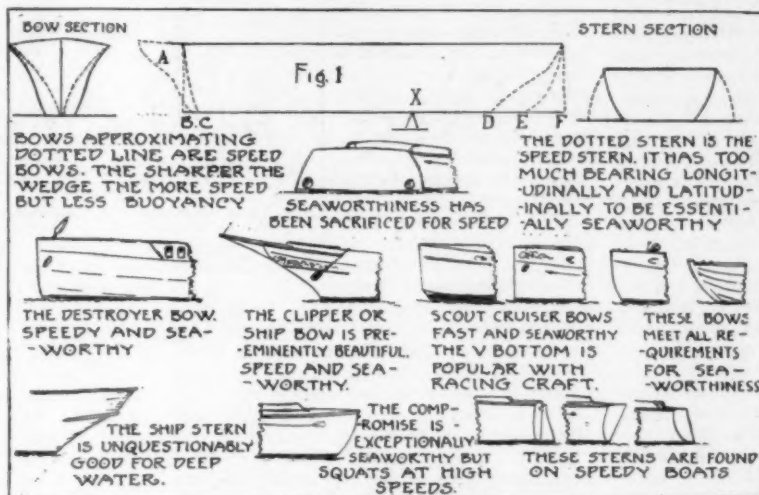 BOW SECTION
STERN SECTION
A
Fig. 1
X
B.C
D
E
F
BOWS APPROXIMATING
DOTTED LINE ARE SPEED
BOWS. THE SHARPER THE
WEDGE THE MORE SPEED
BUT LESS BUOYANCY
SEAWORTHINESS HAS
BEEN SACRIFICED FOR SPEED
THE DOTTED STERN IS THE
SPEED STERN. IT HAS TOO
MUCH BEARING LONGIT-
-UDINALLY AND LATITUD-
-INALLY TO BE ESSENTI-
ALLY SEAWORTHY
THE DESTROYER BOW.
SPEEDY AND SEA-
-WORTHY
THE CLIPPER OR
SHIP BOW IS PRE-
-EMINENTLY BEAUTIFUL.
SPEED AND SEA-
-WORTHY.
SCOUT CRUISER BOWS
FAST AND SEAWORTHY
THE V BOTTOM IS
POPULAR WITH
RACING CRAFT.
THESE BOWS
MEET ALL RE-
-QUIREMENTS
FOR SEA-
-WORTHINESS
THE SHIP STERN
IS UNQUESTIONABLY
GOOD FOR DEEP
WATER.
THE COMP-
-ROMISE IS
EXCEPTIONALLY
SEAWORTHY BUT
SQUATS AT HIGH
SPEEDS.
THESE STERNS ARE FOUND
ON SPEEDY BOATS